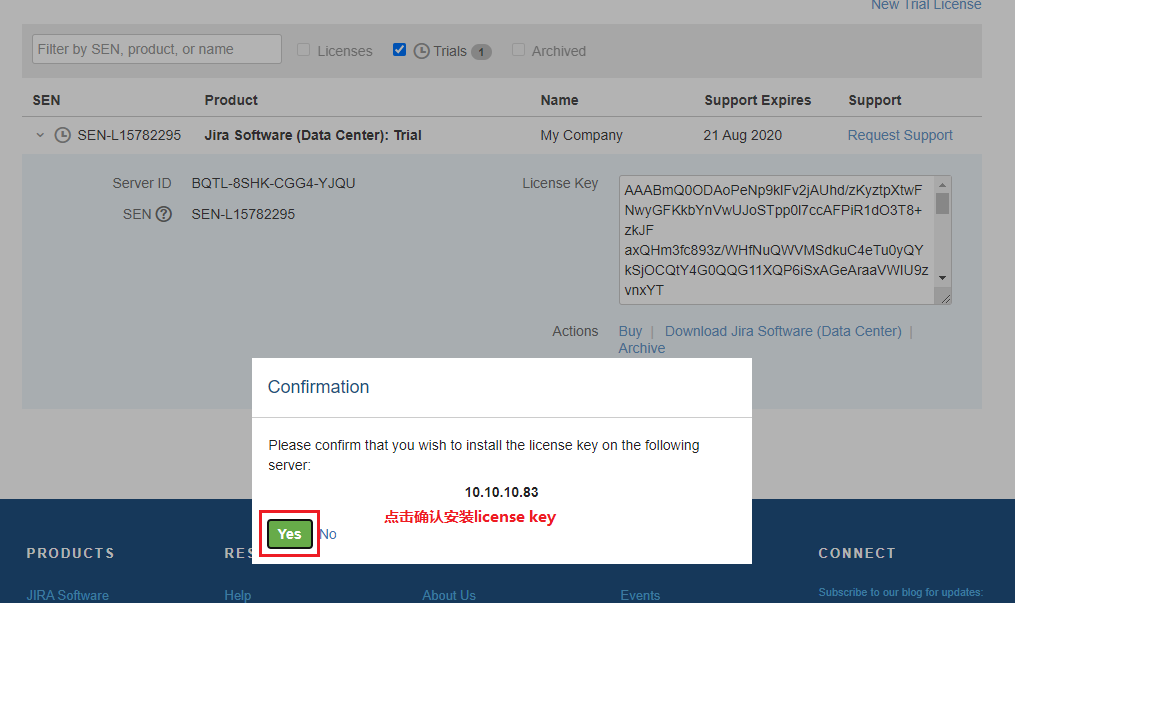 New Trial License
Filter by SEN, product, or name
Licenses
Trials 1
Archived
SEN Product Name Support Expires Support
SEN-L15782295 Jira Software (Data Center): Trial My Company 21 Aug 2020 Request Support
Server ID BQTL-8SHK-CGG4-YJQU
SEN ? SEN-L15782295
License Key
AAABmQ0ODAoPeNp9klFv2jAUhd/zKyztpXtwF
NwyGFKkbYnVwUJoSTpp0l7ccAFPiR1dO3T8+
zkJF
axQHm3fc893z/WHfNuQWVMSdkuC4eTu0yQY
kSjOCQtY4G0QQG11XQP6iSxAGeAraaVWIU9z
vnxYT
Actions Buy | Download Jira Software (Data Center) |
Archive
Confirmation
Please confirm that you wish to install the license key on the following
server:
10.10.10.83
点击确认安装license key
Yes No
PRODUCTS RES CONNECT
JIRA Software Help About Us Events Subscribe to our blog for updates: